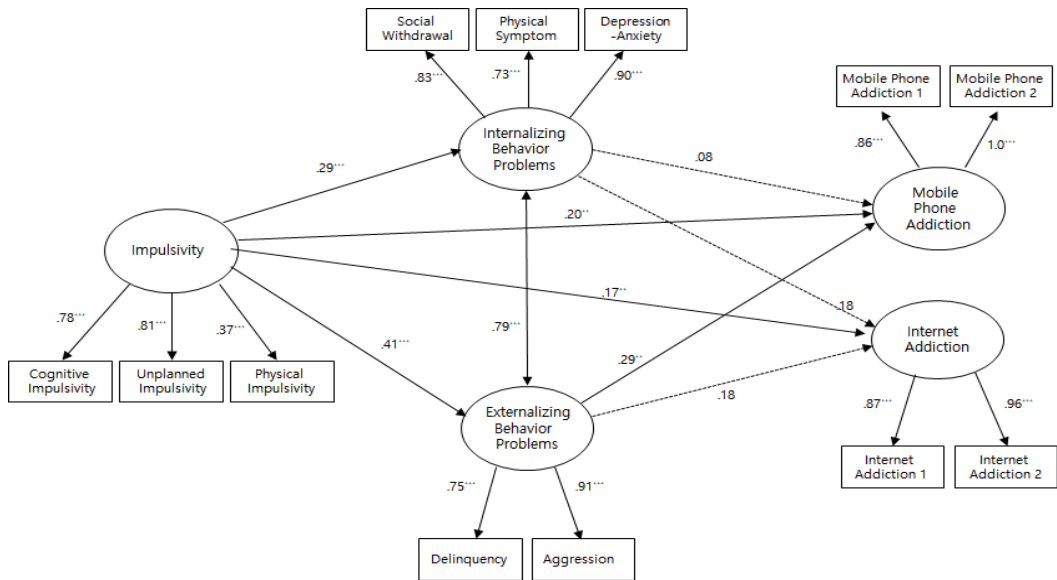 Social
Withdrawal
Physical
Symptom
Depression
-Anxiety
.83***
.73***
.90***
Mobile Phone
Addiction 1
Mobile Phone
Addiction 2
.86***
1.0***
Internalizing
Behavior
Problems
.29***
.08
Mobile
Phone
Addiction
.20**
Impulsivity
.17**
.18
.78***
.81***
.37***
.79***
.41***
.29**
Internet
Addiction
Cognitive
Impulsivity
Unplanned
Impulsivity
Physical
Impulsivity
Externalizing
Behavior
Problems
.18
.87***
.96***
Internet
Addiction 1
Internet
Addiction 2
.75***
.91***
Delinquency
Aggression